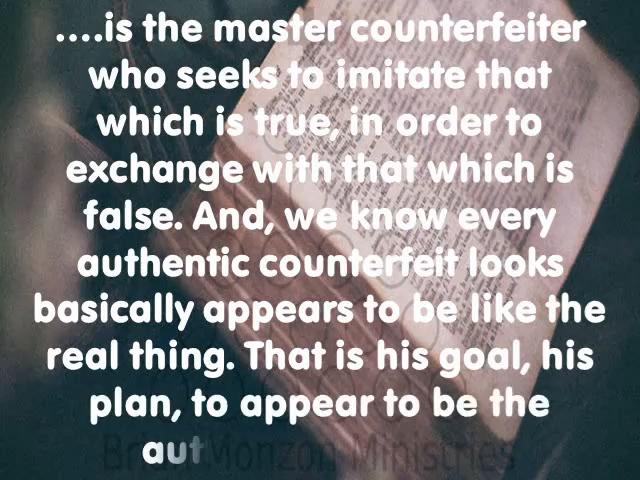 ....is the master counterfeiter
who seeks to imitate that
which is true, in order to
exchange with that which is
false. And, we know every
authentic counterfeit looks
basically appears to be like the
real thing. That is his goal, his
plan, to appear to be the
aut
Brian Monzon Ministries